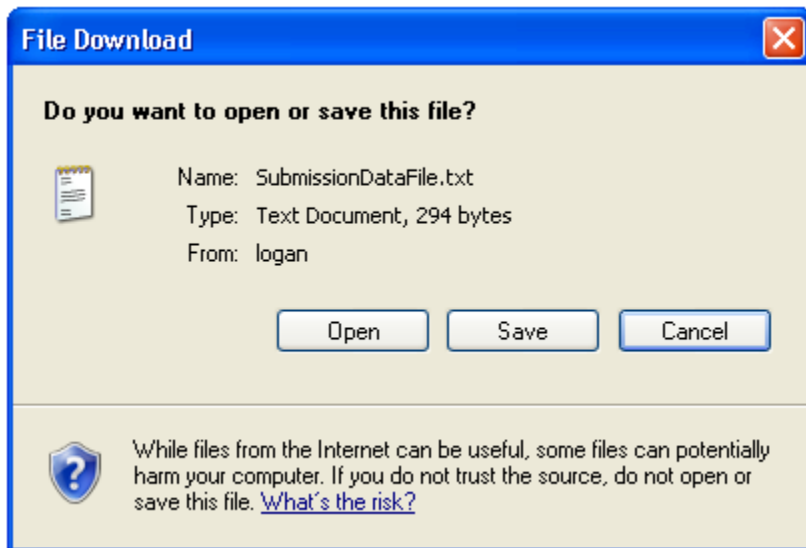 File Download
Do you want to open or save this file?
Name: SubmissionDataFile.txt
Type: Text Document, 294 bytes
From: logan
Open Save Cancel
While files from the Internet can be useful, some files can potentially
harm your computer. If you do not trust the source, do not open or
save this file. What's the risk?